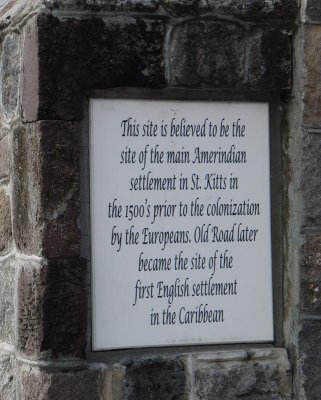 This site is believed to be the
site of the main Amerindian
settlement in St. Kitts in
the 1500's prior to the colonization
by the Europeans. Old Road later
became the site of the
first English settlement
in the Caribbean